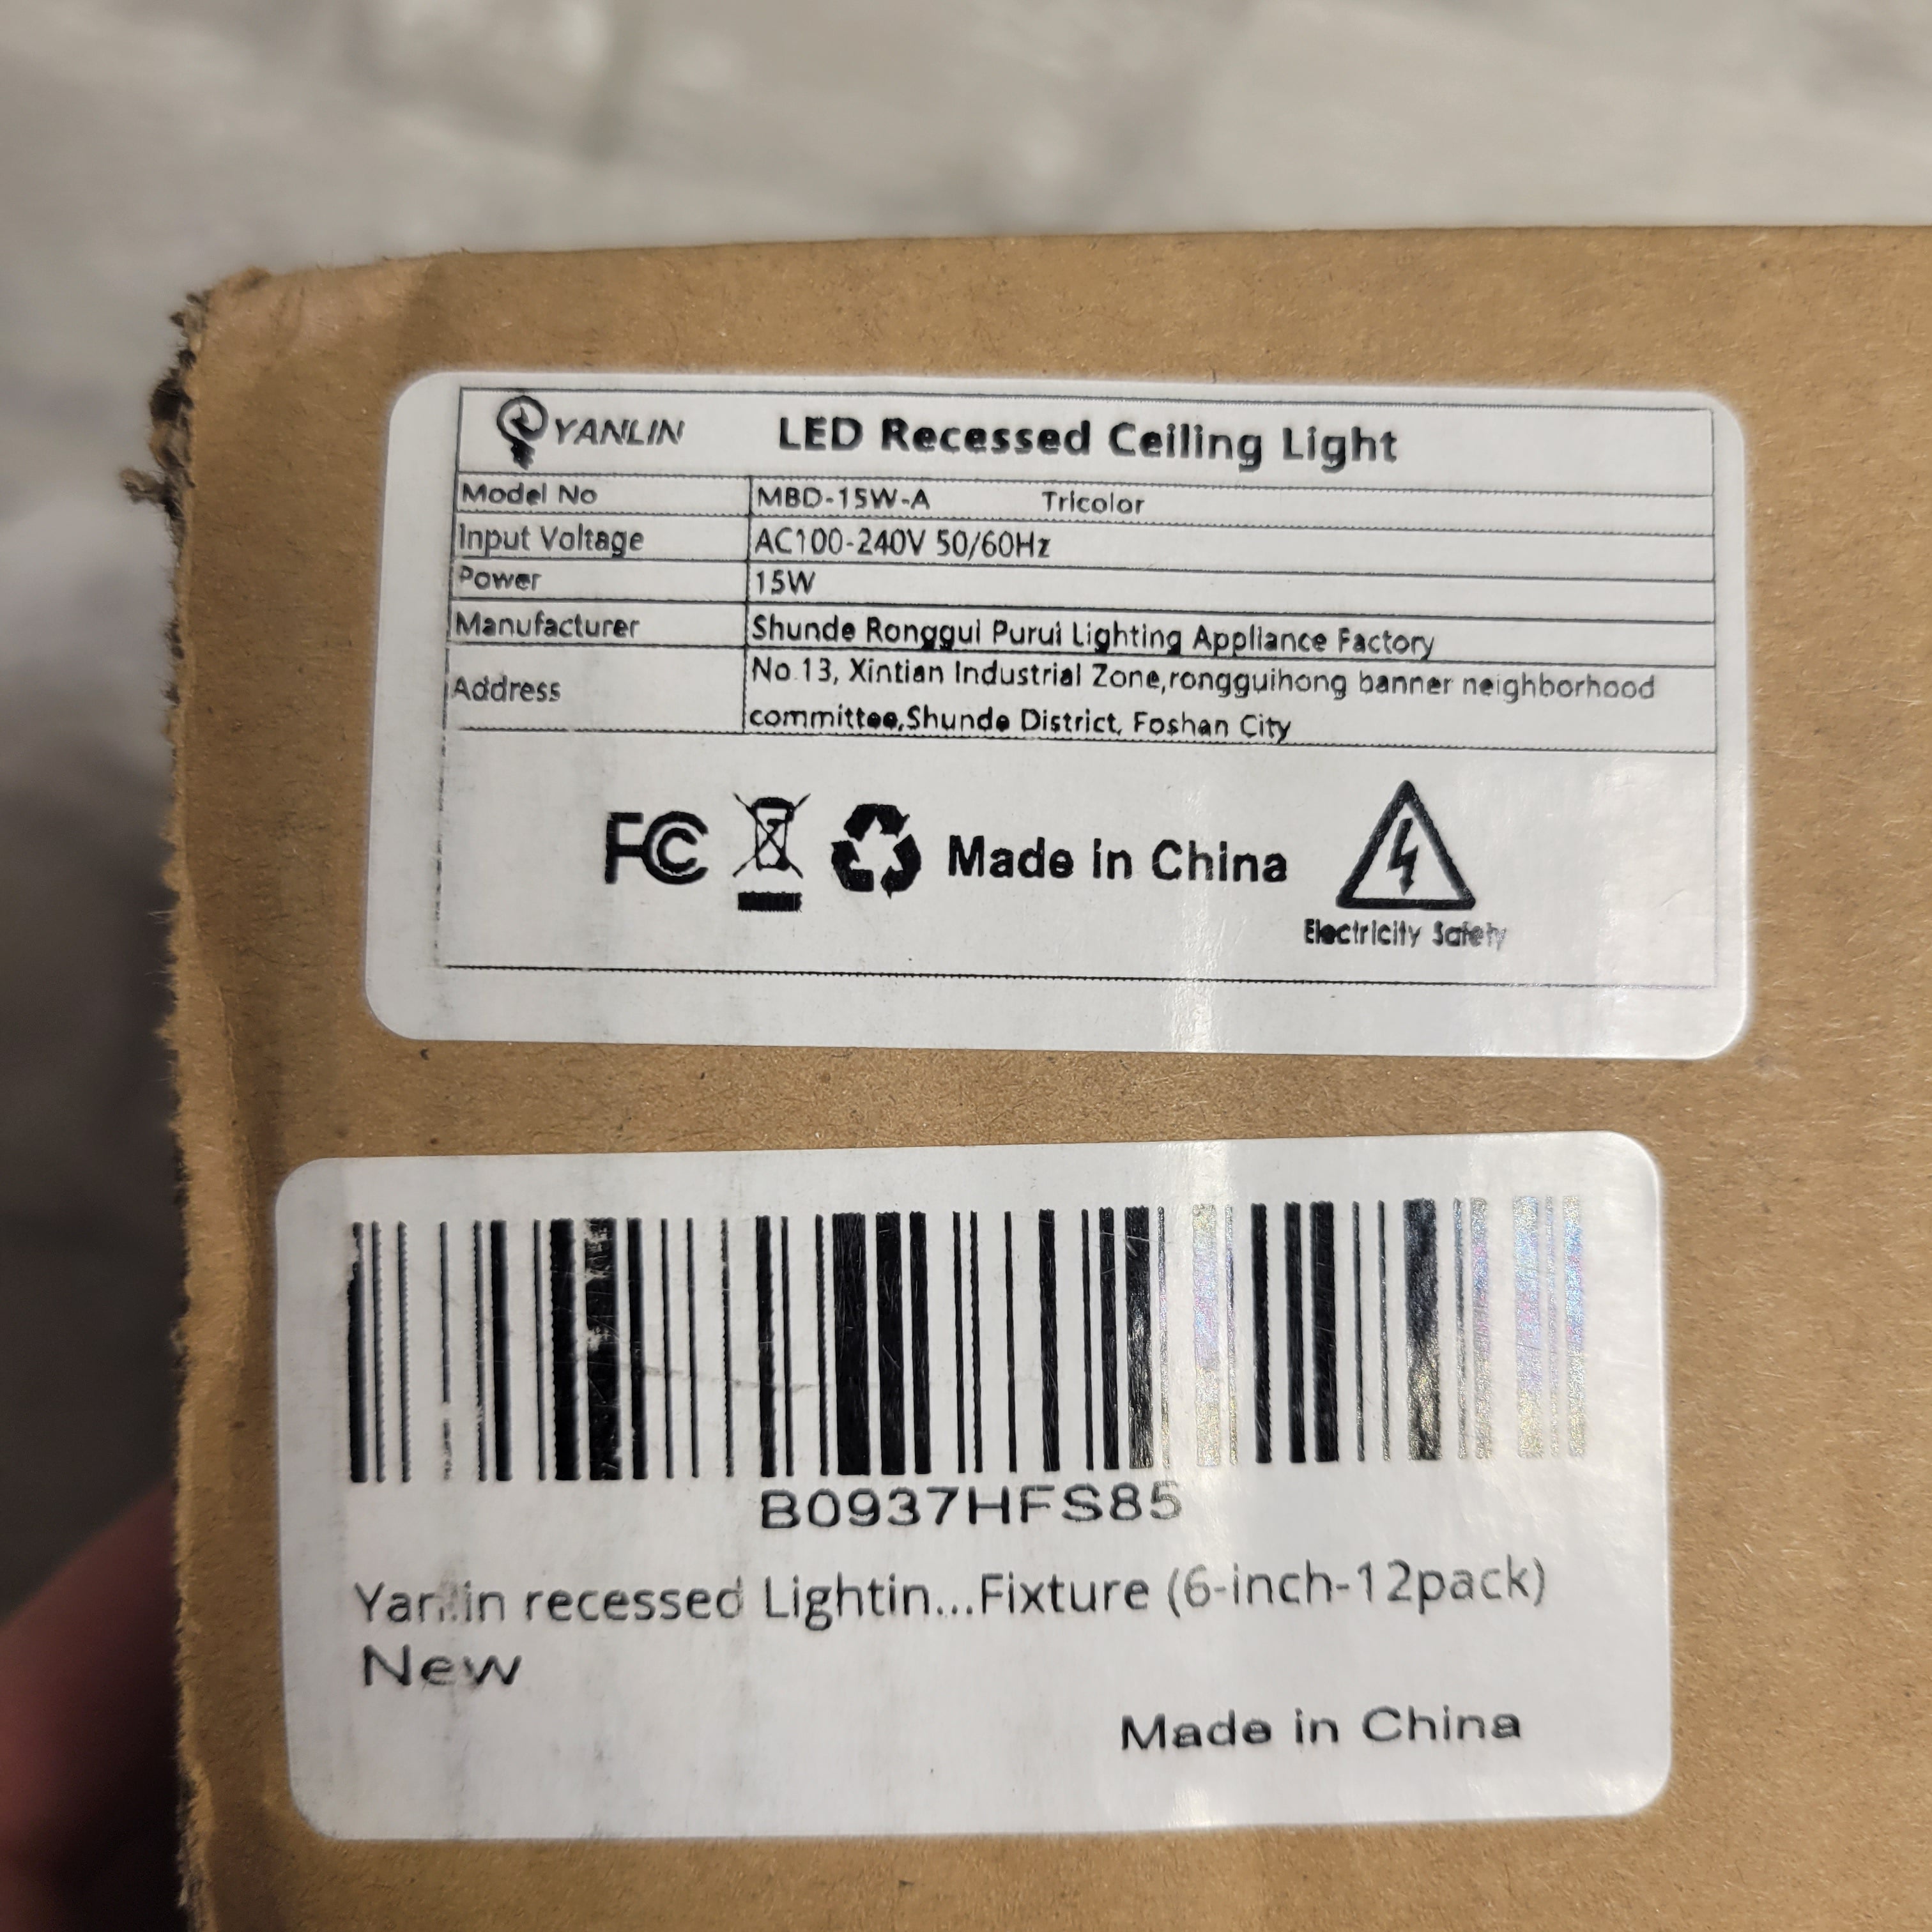 YANLIN LED Recessed Ceiling Light
Model No MBD-15W-A Tricolor
Input Voltage AC100-240V 50/60Hz
Power 15W
Manufacturer Shunde Ronggui Purui Lighting Appliance Factory
Address No.13, Xintian Industrial Zone,rongguihong banner neighborhood
committee,Shunde District, Foshan City
FC Made in China
Electricity Safety
B0937HFS85
Yanlin recessed Lightin...Fixture (6-inch-12pack)
New
Made in China